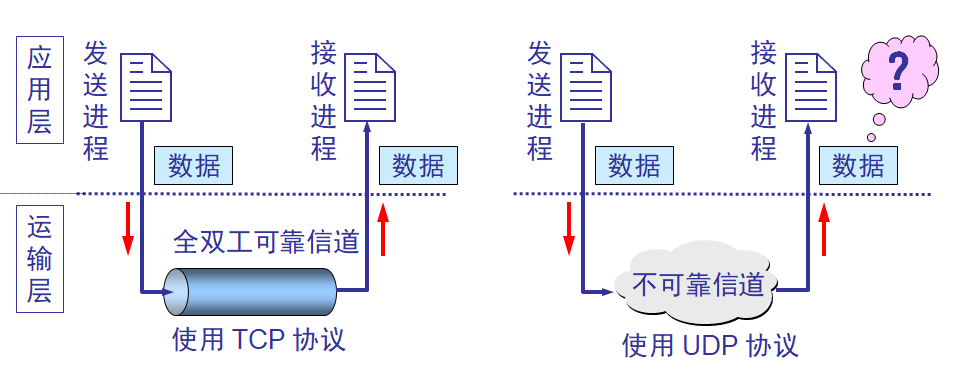 应用层
发送进程
接收进程
数据
数据
运输层
全双工可靠信道
使用 TCP 协议
发送进程
接收进程
?
数据
数据
不可靠信道
使用 UDP 协议